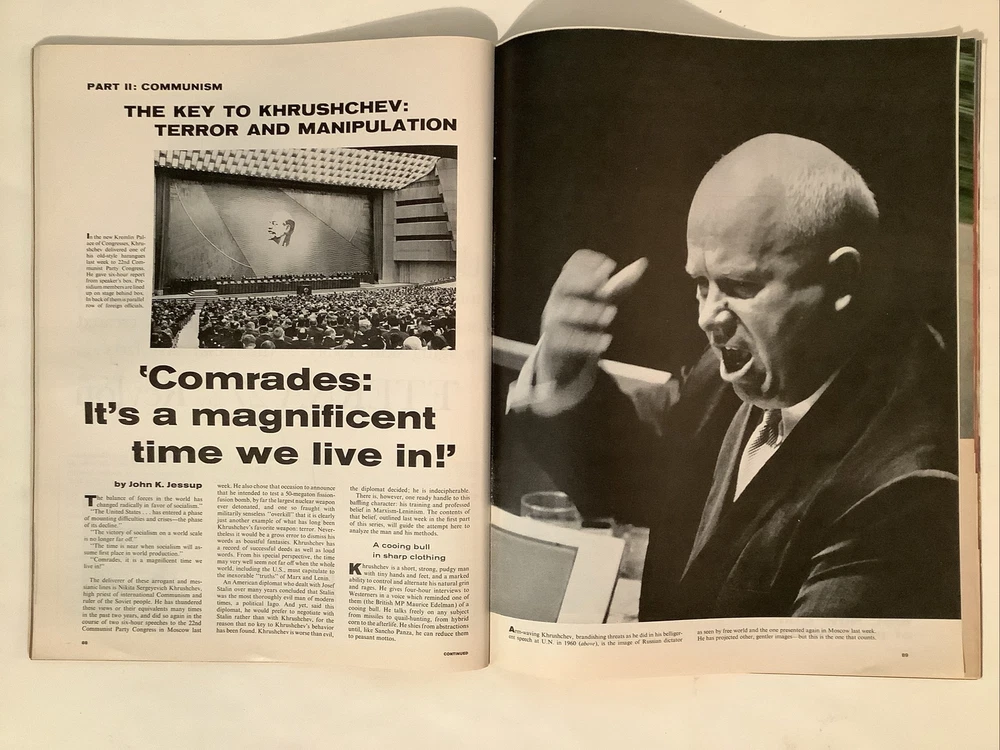 PART II: COMMUNISM
THE KEY TO KHRUSHCHEV:
TERROR AND MANIPULATION
In the new Kremlin Pal-
ace of Congresses, Khru-
shchev delivered one of
his old-style harangues
last week to 22nd Com-
munist Party Congress.
He gave six-hour report
from speaker's box. Pre-
sidium members are lined
up on stage behind box.
In back of them is parallel
row of foreign officials.
'Comrades:
It's a magnificent
time we live in!'
by John K. Jessup
The balance of forces in the world has
changed radically in favor of socialism."
"The United States . . . has entered a phase
of mounting difficulties and crises—the phase
of its decline."
"The victory of socialism on a world scale
is no longer far off."
"The time is near when socialism will as-
sume first place in world production."
"Comrades, it is a magnificent time we
live in!"
The deliverer of these arrogant and mes-
sianic lines is Nikita Sergeyevich Khrushchev,
high priest of international Communism and
ruler of the Soviet people. He has thundered
these views or their equivalents many times
in the past two years, and did so again in the
course of two six-hour speeches to the 22nd
Communist Party Congress in Moscow last
week. He also chose that occasion to announce
that he intended to test a 50-megaton fission-
fusion bomb, by far the largest nuclear weapon
ever detonated, and one so fraught with
militarily senseless "overkill" that it is clearly
just another example of what has long been
Khrushchev's favorite weapon: terror. Never-
theless it would be a gross error to dismiss his
words as boastful fantasies. Khrushchev has
a record of successful deeds as well as loud
words. From his special perspective, the time
may very well seem not far off when the whole
world, including the U.S., must capitulate to
the inexorable "truths" of Marx and Lenin.
An American diplomat who dealt with Josef
Stalin over many years concluded that Stalin
was the most thoroughly evil man of modern
times, a political Iago. And yet, said this
diplomat, he would prefer to negotiate with
Stalin rather than with Khrushchev, for the
reason that no key to Khrushchev's behavior
has been found. Khrushchev is worse than evil,
the diplomat decided; he is indecipherable.
There is, however, one ready handle to this
baffling character: his training and professed
belief in Marxism-Leninism. The contents of
that belief, outlined last week in the first part
of this series, will guide the attempt here to
analyze the man and his methods.
A cooing bull
in sharp clothing
Khrushchev is a short, strong, pudgy man
with tiny hands and feet, and a marked
ability to control and alternate his natural grin
and rages. He gives four-hour interviews to
Westerners in a voice which reminded one of
them (the British MP Maurice Edelman) of a
cooing bull. He talks freely on any subject
from missiles to quail-hunting, from hybrid
corn to the afterlife. He shies from abstractions
until, like Sancho Panza, he can reduce them
to peasant mottos.
88
CONTINUED
Arm-waving Khrushchev, brandishing threats as he did in his belliger-
ent speech at U.N. in 1960 (above), is the image of Russian dictator
as seen by free world and the one presented again in Moscow last week.
He has projected other, gentler images—but this is the one that counts.
89